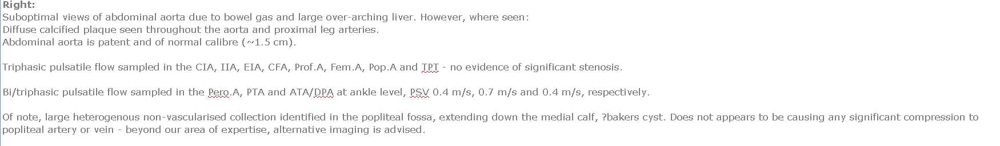 Right:
Suboptimal views of abdominal aorta due to bowel gas and large over-arching liver. However, where seen:
Diffuse calcified plaque seen throughout the aorta and proximal leg arteries.
Abdominal aorta is patent and of normal calibre (~1.5 cm).
Triphasic pulsatile flow sampled in the CIA, IIA, EIA, CFA, Prof.A, Fem.A, Pop.A and TPT - no evidence of significant stenosis.
Bi/triphasic pulsatile flow sampled in the Pero.A, PTA and ATA/DPA at ankle level, PSV 0.4 m/s, 0.7 m/s and 0.4 m/s, respectively.
Of note, large heterogenous non-vascularised collection identified in the popliteal fossa, extending down the medial calf, ?bakers cyst. Does not appears to be causing any significant compression to
popliteal artery or vein - beyond our area of expertise, alternative imaging is advised.